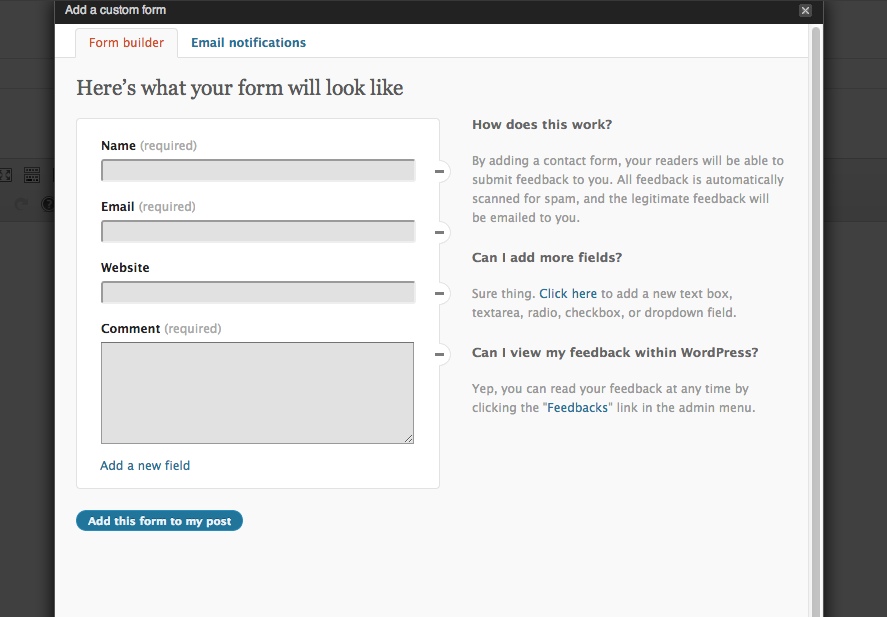 Add a custom form
Form builder
Email notifications
Here’s what your form will look like
Name (required)
Email (required)
Website
Comment (required)
Add a new field
Add this form to my post
How does this work?
By adding a contact form, your readers will be able to
submit feedback to you. All feedback is automatically
scanned for spam, and the legitimate feedback will
be emailed to you.
Can I add more fields?
Sure thing. Click here to add a new text box,
textarea, radio, checkbox, or dropdown field.
Can I view my feedback within WordPress?
Yep, you can read your feedback at any time by
clicking the "Feedbacks" link in the admin menu.